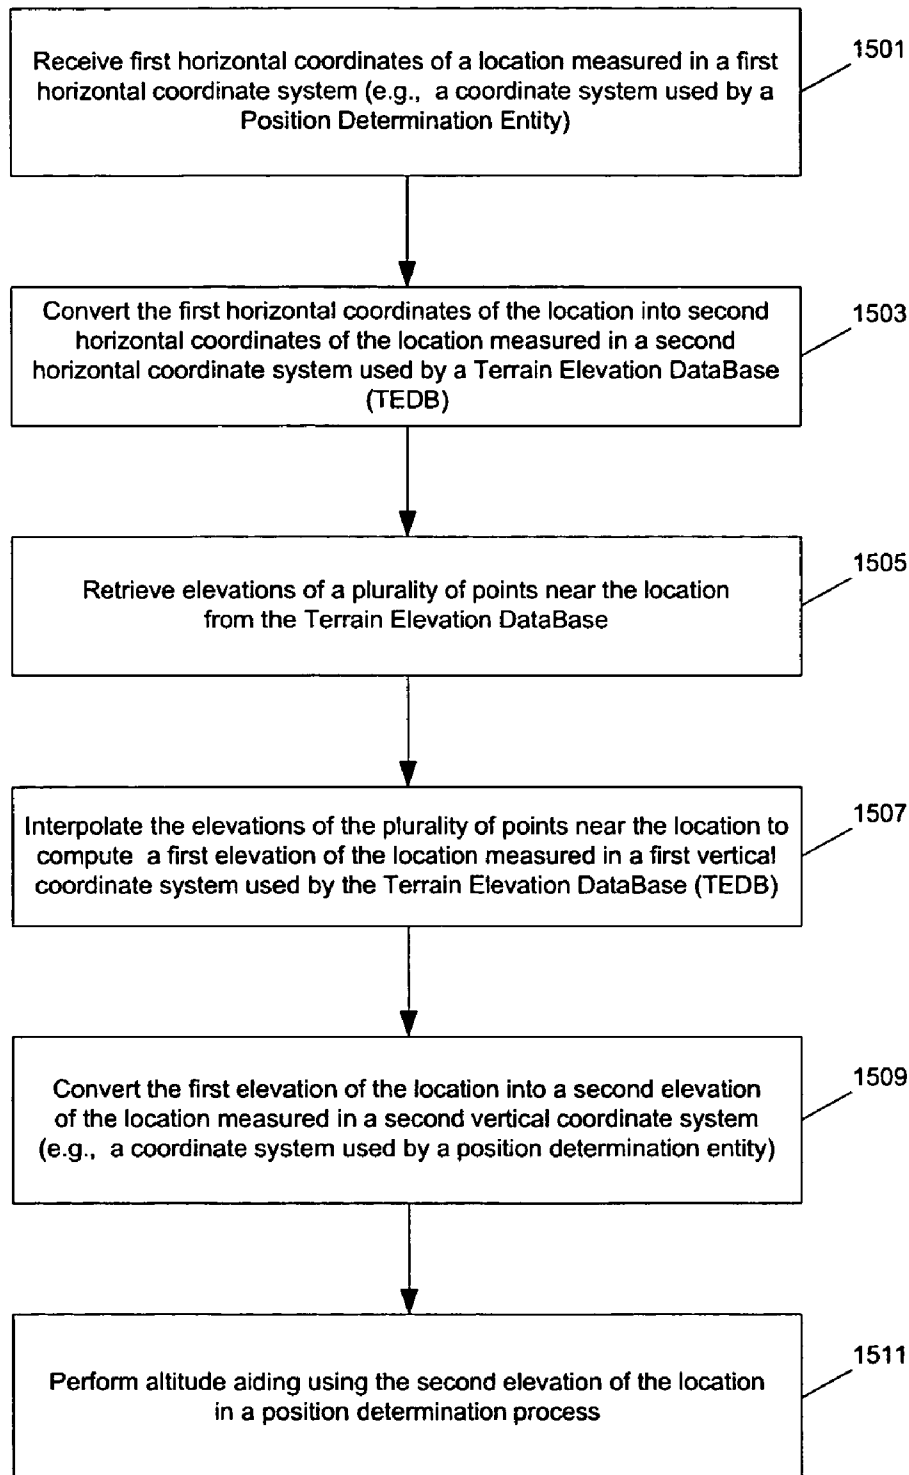 Receive first horizontal coordinates of a location measured in a first
horizontal coordinate system (e.g., a coordinate system used by a
Position Determination Entity)
1501
Convert the first horizontal coordinates of the location into second
horizontal coordinates of the location measured in a second
horizontal coordinate system used by a Terrain Elevation DataBase
(TEDB)
1503
Retrieve elevations of a plurality of points near the location
from the Terrain Elevation DataBase
1505
Interpolate the elevations of the plurality of points near the location to
compute a first elevation of the location measured in a first vertical
coordinate system used by the Terrain Elevation DataBase (TEDB)
1507
Convert the first elevation of the location into a second elevation
of the location measured in a second vertical coordinate system
(e.g., a coordinate system used by a position determination entity)
1509
Perform altitude aiding using the second elevation of the location
in a position determination process
1511